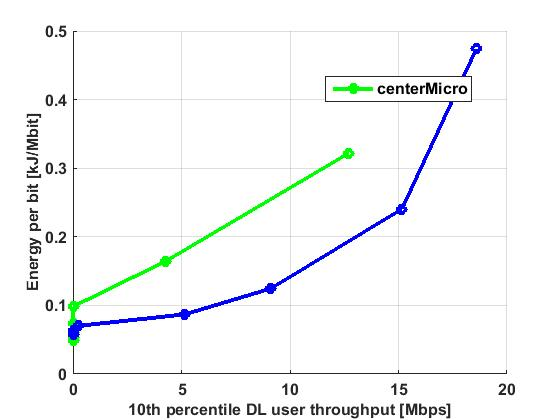 0.5
0.4
0.3
0.2
0.1
0
Energy per bit [kJ/Mbit]
centerMicro
0 5 10 15 20
10th percentile DL user throughput [Mbps]